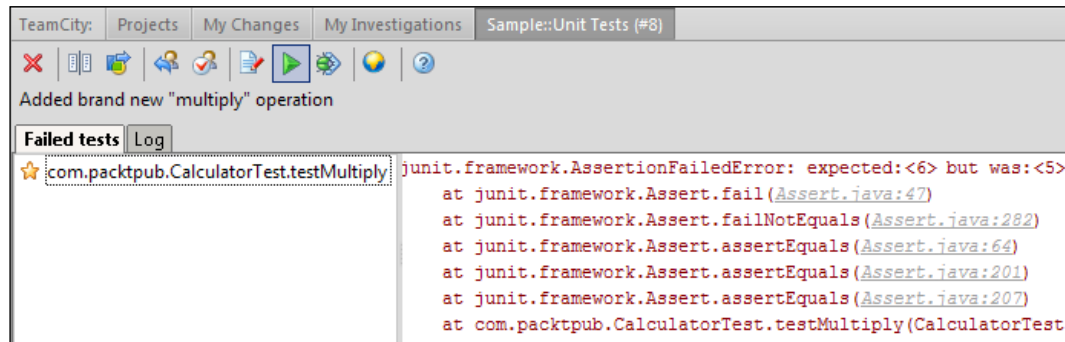 TeamCity: Projects My Changes My Investigations Sample::Unit Tests (#8)
Added brand new "multiply" operation
Failed tests Log
com.packtpub.CalculatorTest.testMultiply
junit.framework.AssertionFailedError: expected:<6> but was:<5>
at junit.framework.Assert.fail(Assert.java:47)
at junit.framework.Assert.failNotEquals(Assert.java:282)
at junit.framework.Assert.assertEquals(Assert.java:64)
at junit.framework.Assert.assertEquals(Assert.java:201)
at junit.framework.Assert.assertEquals(Assert.java:207)
at com.packtpub.CalculatorTest.testMultiply(CalculatorTest